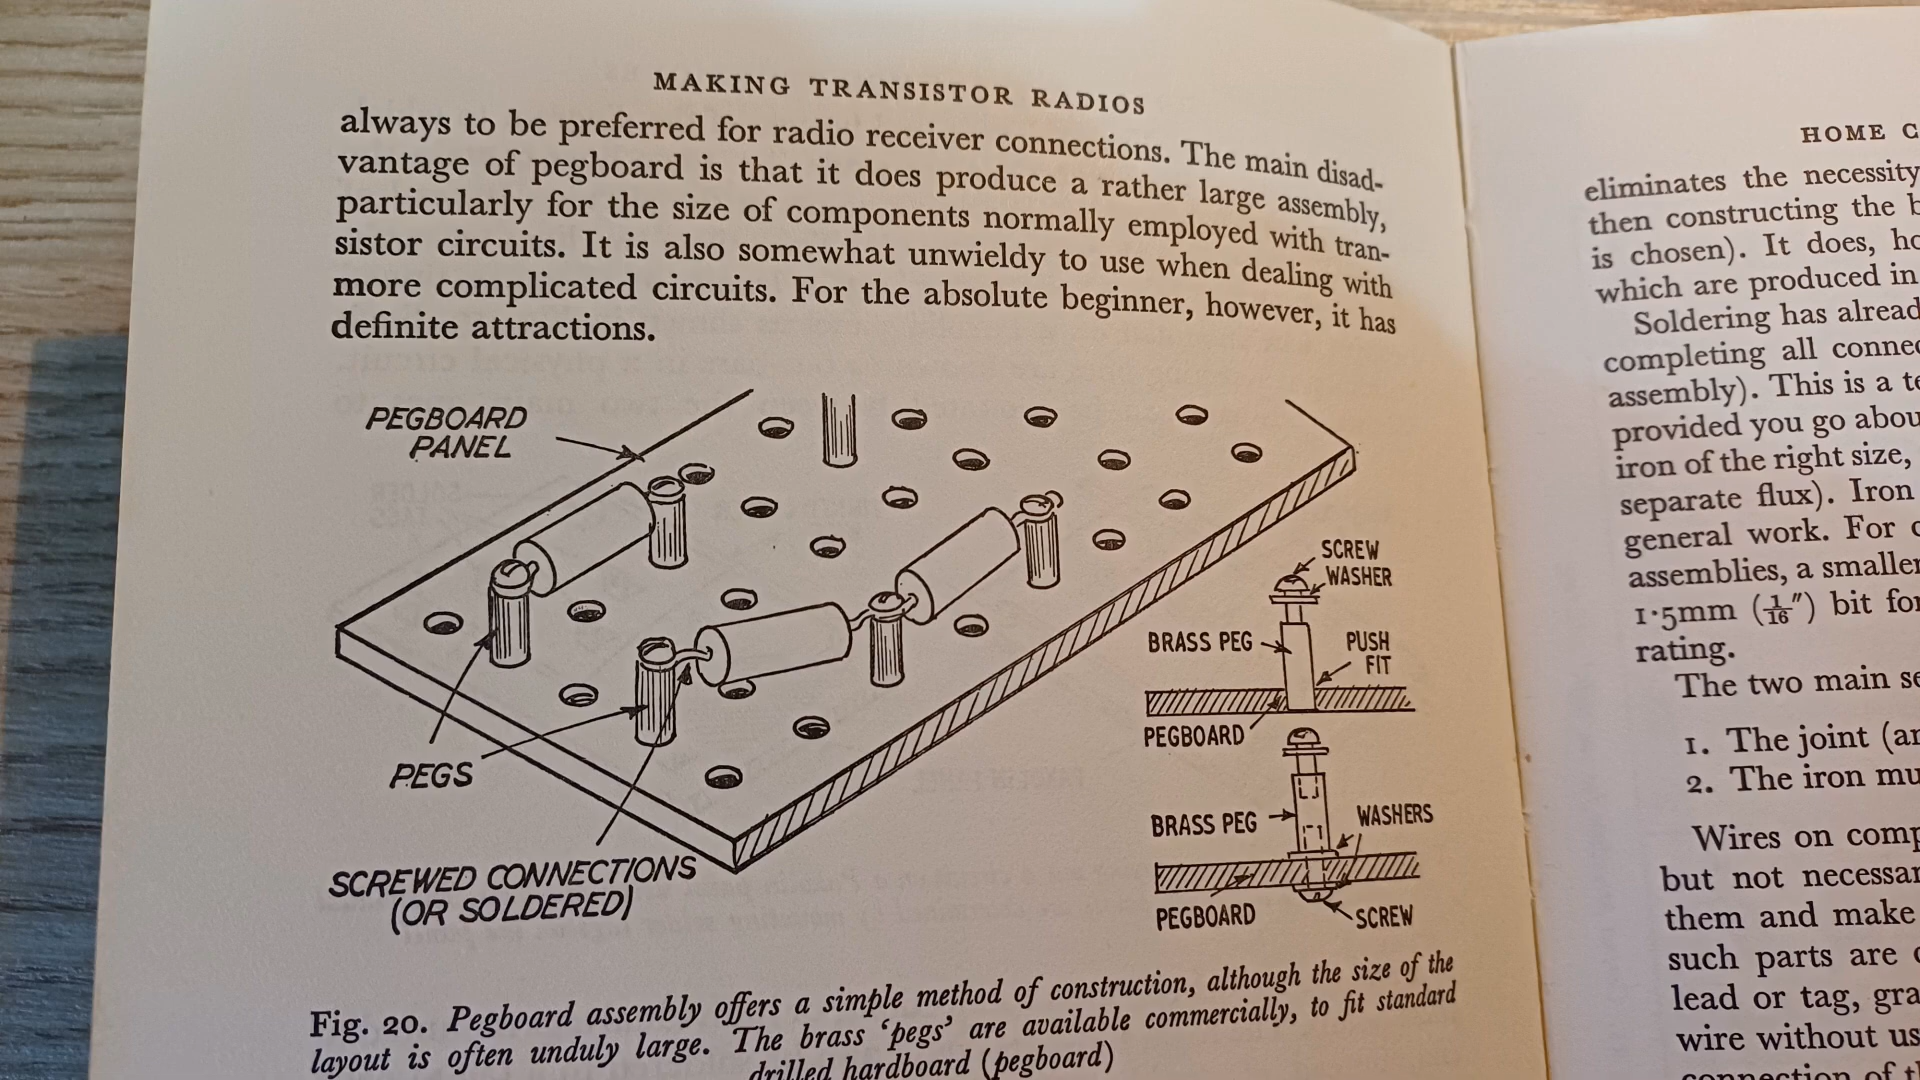 MAKING TRANSISTOR RADIOS
always to be preferred for radio receiver connections. The main disad-
vantage of pegboard is that it does produce a rather large assembly,
particularly for the size of components normally employed with tran-
sistor circuits. It is also somewhat unwieldy to use when dealing with
more complicated circuits. For the absolute beginner, however, it has
definite attractions.
PEGBOARD
PANEL
PEGS
SCREWED CONNECTIONS
(OR SOLDERED)
SCREW
WASHER
BRASS PEG
PUSH
FIT
PEGBOARD
BRASS PEG
WASHERS
PEGBOARD
SCREW
Fig. 20. Pegboard assembly offers a simple method of construction, although the size of the
layout is often unduly large. The brass ‘pegs’ are available commercially, to fit standard
drilled hardboard (pegboard)
HOME
eliminates the necessity
then constructing the
is chosen). It does,
which are produced in
Soldering has
completing all
assembly). This is a
provided you go
iron of the right size,
separate flux). Iron
general work. For
assemblies, a smaller
1·5mm (1/16″) bit for
rating.
The two main
1. The joint
2. The iron
Wires on
but not
them and make
such parts are
lead or tag,
wire without
connection of